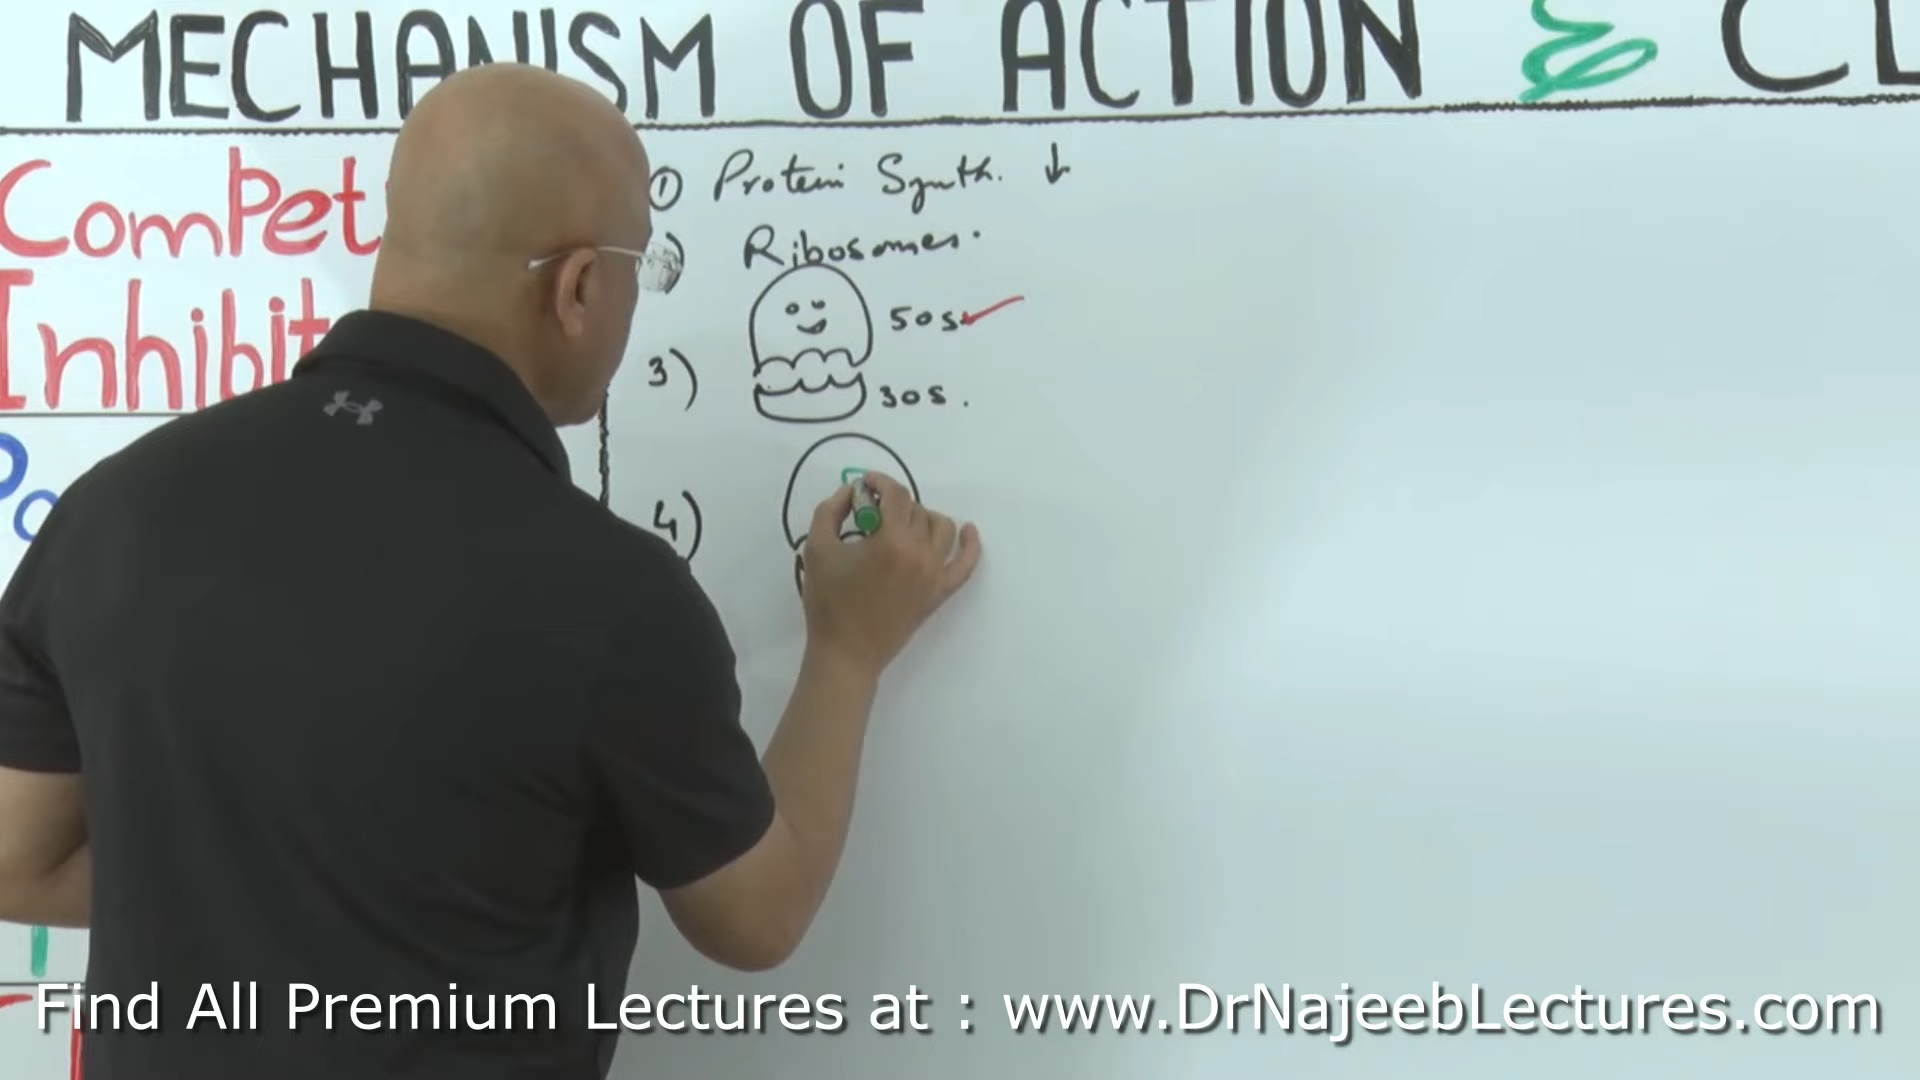 MECHANISM OF ACTION & CL
ComPet
Inhibit
① Protein Synth. ↓
) Ribosomes.
50s ✓
3)
30s.
4)
Find All Premium Lectures at : www.DrNajeebLectures.com